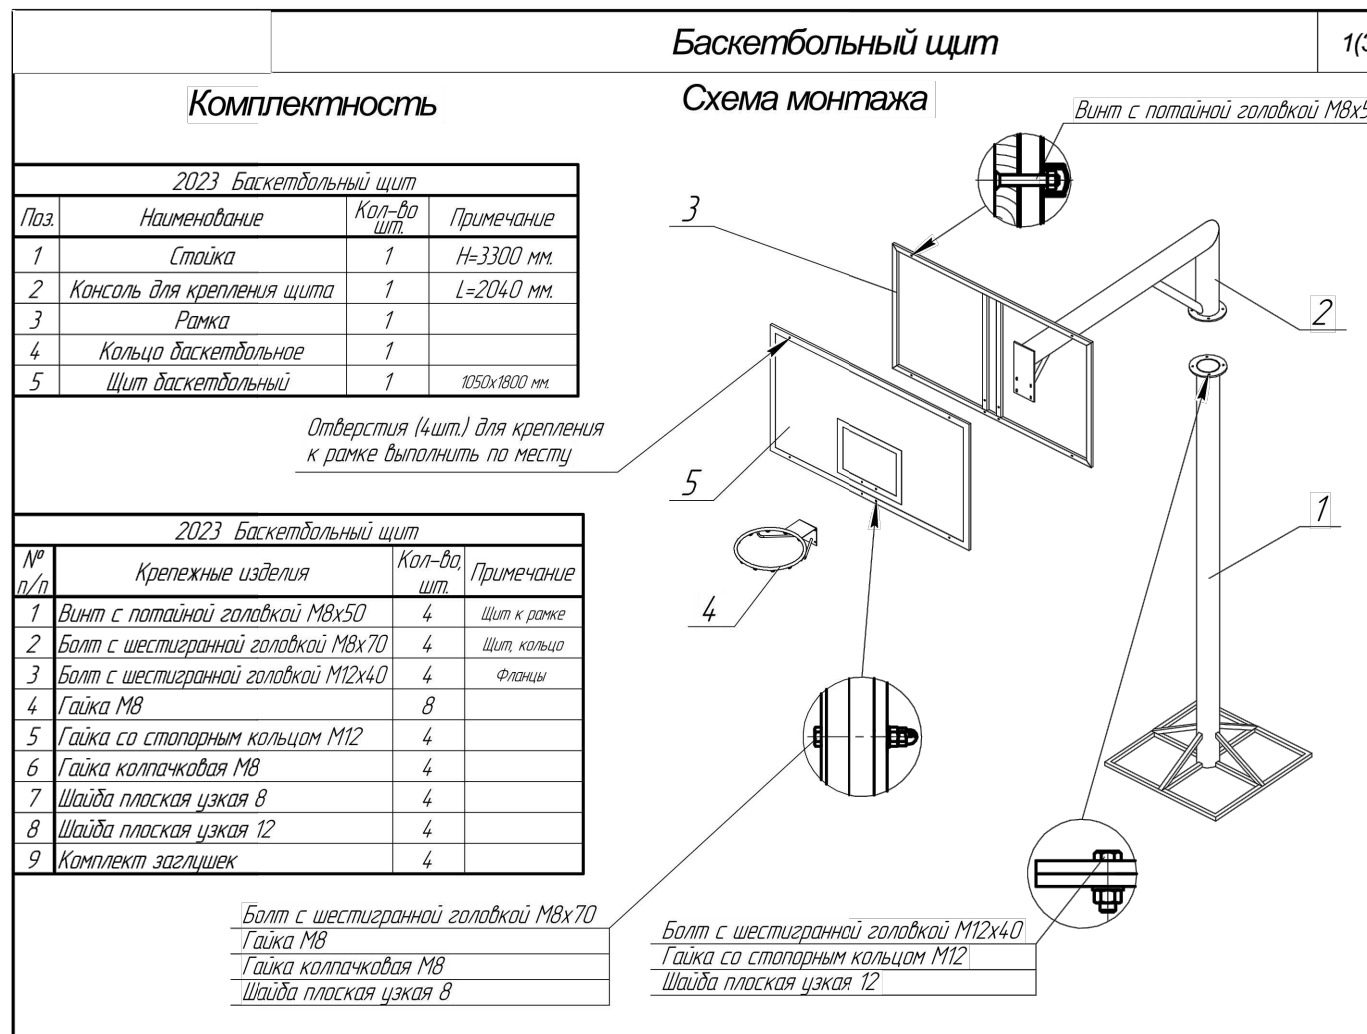 Баскетбольный щит
1(3
Комплектность
Схема монтажа
Винт с потайной головкой М8х5
2023 Баскетбольный щит
Поз. Наименование Кол-во шт. Примечание
1 Стойка 1 H=3300 мм.
2 Консоль для крепления щита 1 L=2040 мм.
3 Рамка 1
4 Кольцо баскетбольное 1
5 Щит баскетбольный 1 1050х1800 мм.
Отверстия (4шт.) для крепления
к рамке выполнить по месту
3
2
5
1
4
2023 Баскетбольный щит
№ п/п Крепежные изделия Кол-во, шт. Примечание
1 Винт с потайной головкой М8х50 4 Щит к рамке
2 Болт с шестигранной головкой М8х70 4 Щит, кольцо
3 Болт с шестигранной головкой М12х40 4 Фланцы
4 Гайка М8 8
5 Гайка со стопорным кольцом М12 4
6 Гайка колпачковая М8 4
7 Шайба плоская узкая 8 4
8 Шайба плоская узкая 12 4
9 Комплект заглушек 4
Болт с шестигранной головкой М8х70
Гайка М8
Гайка колпачковая М8
Шайба плоская узкая 8
Болт с шестигранной головкой М12х40
Гайка со стопорным кольцом М12
Шайба плоская узкая 12